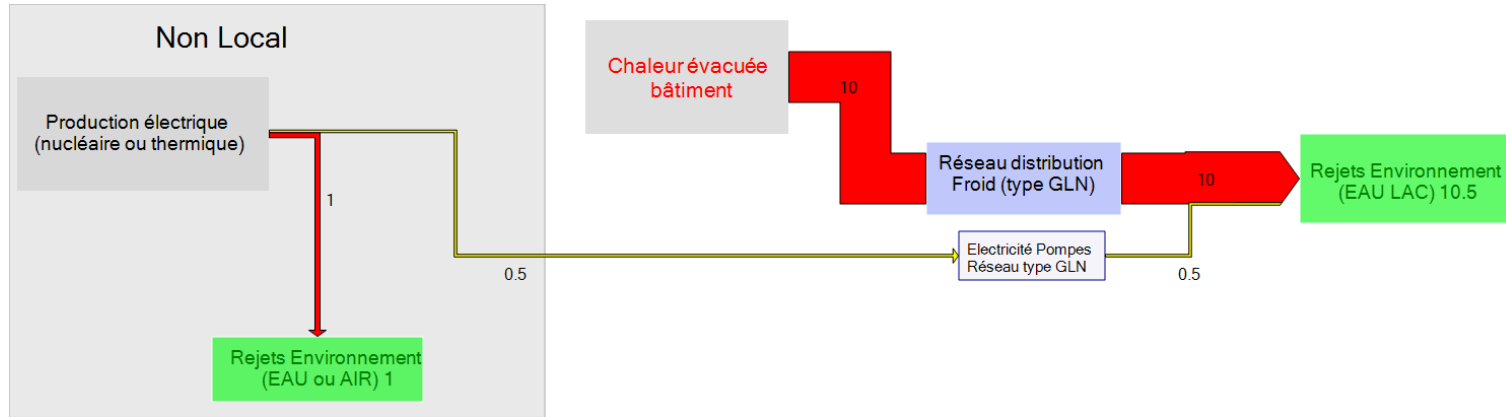 Non Local
Production électrique
(nucléaire ou thermique)
1
Rejets Environnement
(EAU ou AIR) 1
0.5
Chaleur évacuée
bâtiment
10
Réseau distribution
Froid (type GLN)
10
Rejets Environnement
(EAU LAC) 10.5
Electricité Pompes
Réseau type GLN
0.5